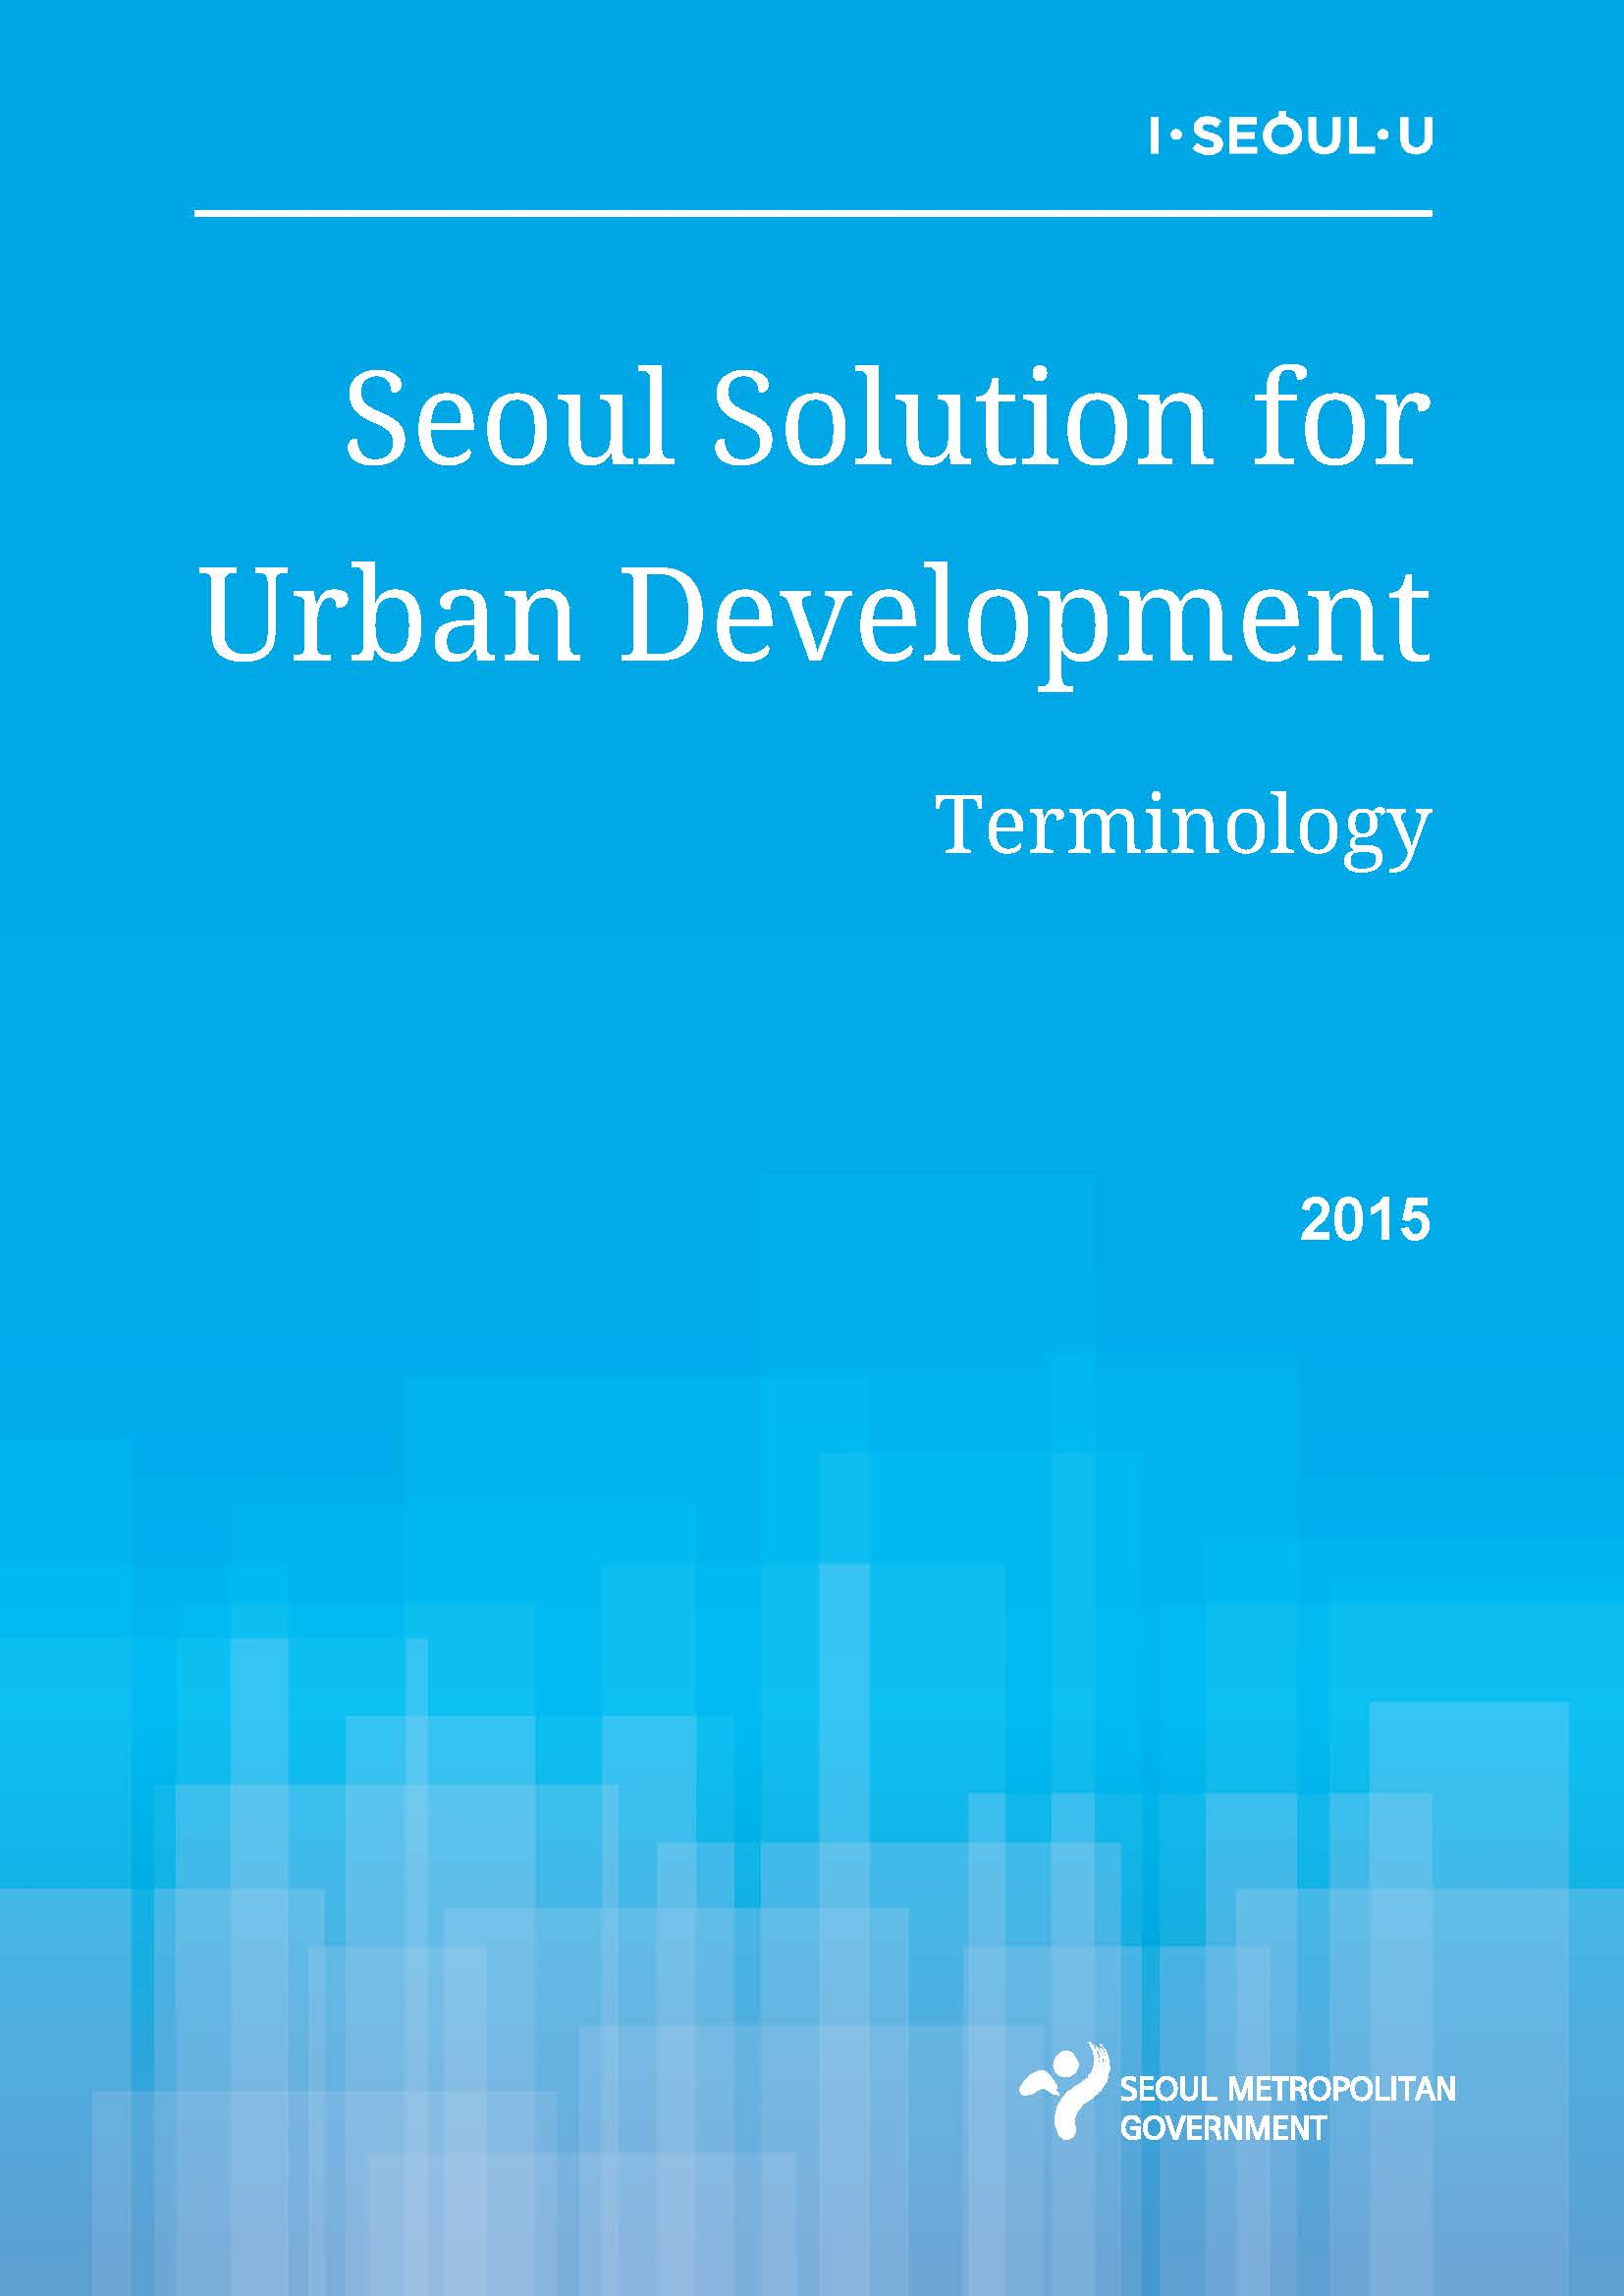 I·SEOUL·U
Seoul Solution for
Urban Development
Terminology
2015
SEOUL METROPOLITAN
GOVERNMENT